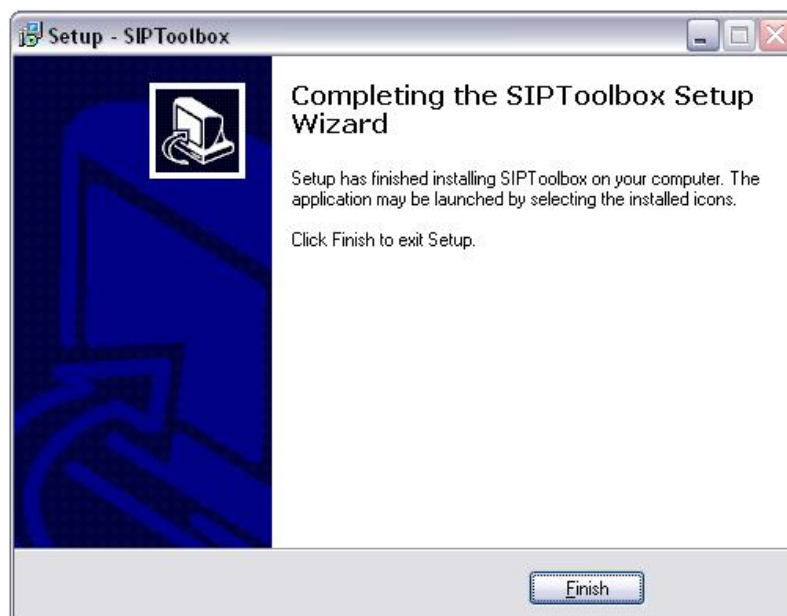 Setup - SIPToolbox
Completing the SIPToolbox Setup
Wizard
Setup has finished installing SIPToolbox on your computer. The
application may be launched by selecting the installed icons.
Click Finish to exit Setup.
Finish